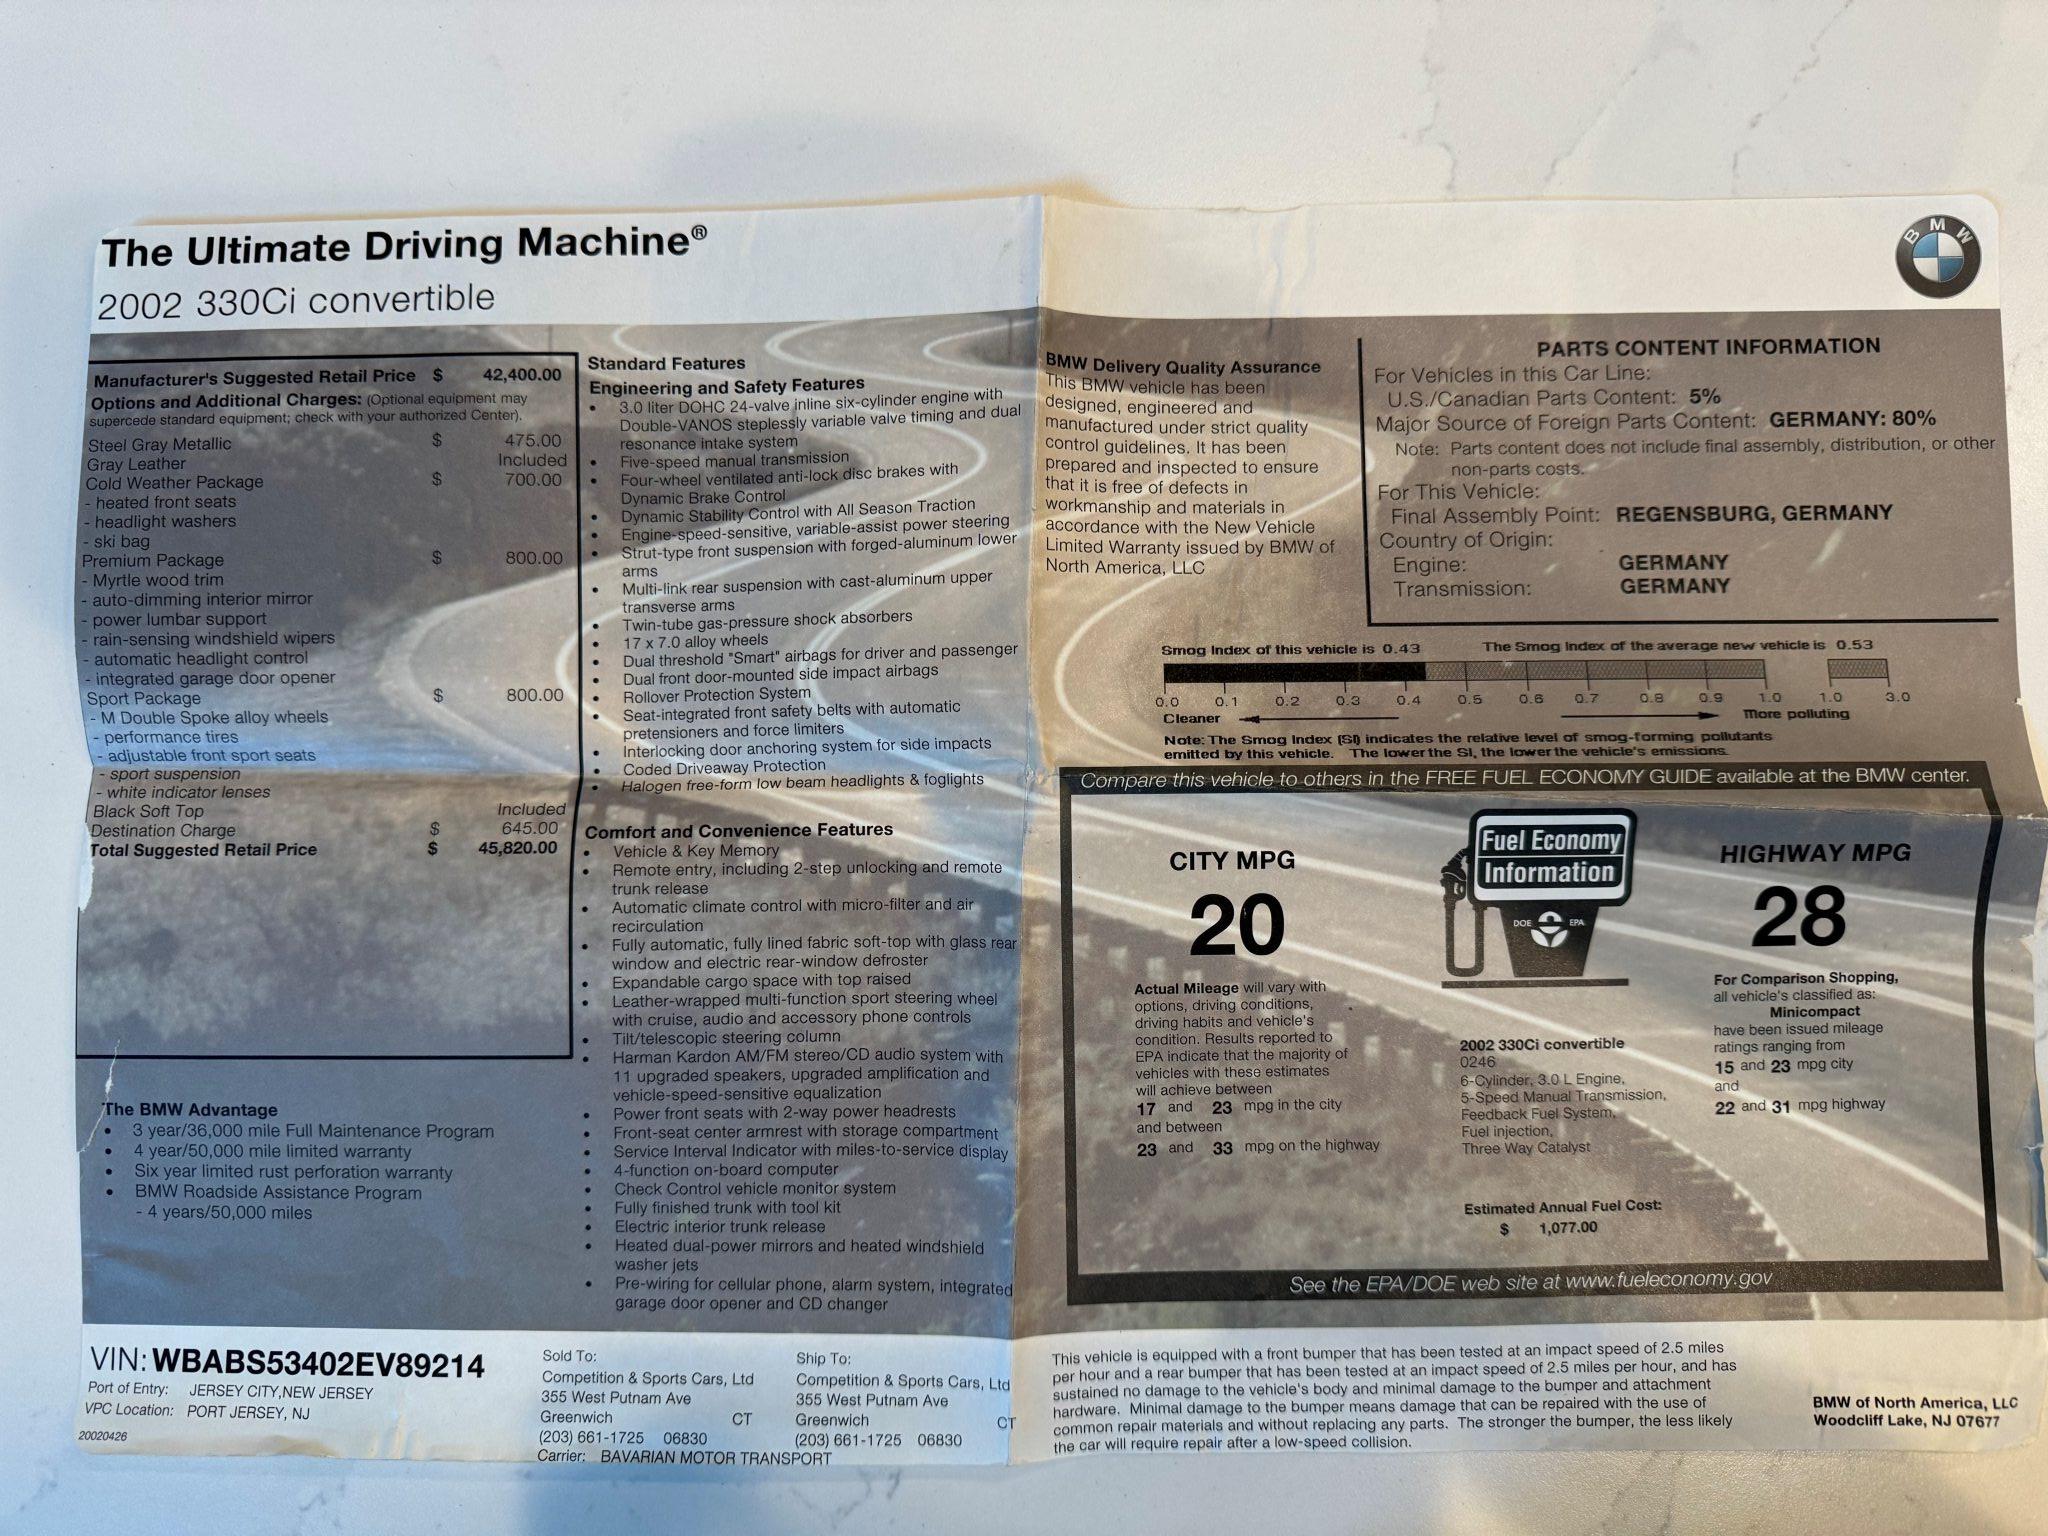 The Ultimate Driving Machine®
2002 330Ci convertible
BMW
Manufacturer's Suggested Retail Price $ 42,400.00
Options and Additional Charges: (Optional equipment may
supercede standard equipment; check with your authorized Center).
Steel Gray Metallic $ 475.00
Gray Leather Included
Cold Weather Package $ 700.00
- heated front seats
- headlight washers
- ski bag
Premium Package $ 800.00
- Myrtle wood trim
- auto-dimming interior mirror
- power lumbar support
- rain-sensing windshield wipers
- automatic headlight control
- integrated garage door opener
Sport Package $ 800.00
- M Double Spoke alloy wheels
- performance tires
- adjustable front sport seats
- sport suspension
- white indicator lenses
Black Soft Top Included
Destination Charge $ 645.00
Total Suggested Retail Price $ 45,820.00
The BMW Advantage
• 3 year/36,000 mile Full Maintenance Program
• 4 year/50,000 mile limited warranty
• Six year limited rust perforation warranty
• BMW Roadside Assistance Program
- 4 years/50,000 miles
Standard Features
Engineering and Safety Features
• 3.0 liter DOHC 24-valve inline six-cylinder engine with
Double-VANOS steplessly variable valve timing and dual
resonance intake system
• Five-speed manual transmission
• Four-wheel ventilated anti-lock disc brakes with
Dynamic Brake Control
• Dynamic Stability Control with All Season Traction
• Engine-speed-sensitive, variable-assist power steering
• Strut-type front suspension with forged-aluminum lower
arms
• Multi-link rear suspension with cast-aluminum upper
transverse arms
• Twin-tube gas-pressure shock absorbers
• 17 x 7.0 alloy wheels
• Dual threshold "Smart" airbags for driver and passenger
• Dual front door-mounted side impact airbags
• Rollover Protection System
• Seat-integrated front safety belts with automatic
pretensioners and force limiters
• Interlocking door anchoring system for side impacts
• Coded Driveaway Protection
• Halogen free-form low beam headlights & foglights
Comfort and Convenience Features
• Vehicle & Key Memory
• Remote entry, including 2-step unlocking and remote
trunk release
• Automatic climate control with micro-filter and air
recirculation
• Fully automatic, fully lined fabric soft-top with glass rear
window and electric rear-window defroster
• Expandable cargo space with top raised
• Leather-wrapped multi-function sport steering wheel
with cruise, audio and accessory phone controls
• Tilt/telescopic steering column
• Harman Kardon AM/FM stereo/CD audio system with
11 upgraded speakers, upgraded amplification and
vehicle-speed-sensitive equalization
• Power front seats with 2-way power headrests
• Front-seat center armrest with storage compartment
• Service Interval Indicator with miles-to-service display
• 4-function on-board computer
• Check Control vehicle monitor system
• Fully finished trunk with tool kit
• Electric interior trunk release
• Heated dual-power mirrors and heated windshield
washer jets
• Pre-wiring for cellular phone, alarm system, integrated
garage door opener and CD changer
BMW Delivery Quality Assurance
This BMW vehicle has been
designed, engineered and
manufactured under strict quality
control guidelines. It has been
prepared and inspected to ensure
that it is free of defects in
workmanship and materials in
accordance with the New Vehicle
Limited Warranty issued by BMW of
North America, LLC
PARTS CONTENT INFORMATION
For Vehicles in this Car Line:
U.S./Canadian Parts Content: 5%
Major Source of Foreign Parts Content: GERMANY: 80%
Note: Parts content does not include final assembly, distribution, or other
non-parts costs.
For This Vehicle:
Final Assembly Point: REGENSBURG, GERMANY
Country of Origin:
Engine: GERMANY
Transmission: GERMANY
Smog Index of this vehicle is 0.43 The Smog Index of the average new vehicle is 0.53
0.0 0.1 0.2 0.3 0.4 0.5 0.6 0.7 0.8 0.9 1.0 1.0 3.0
Cleaner More polluting
Note: The Smog Index (SI) indicates the relative level of smog-forming pollutants
emitted by this vehicle. The lower the SI, the lower the vehicle's emissions.
Compare this vehicle to others in the FREE FUEL ECONOMY GUIDE available at the BMW center.
CITY MPG
20
Fuel Economy
Information
DOE EPA
HIGHWAY MPG
28
Actual Mileage will vary with
options, driving conditions,
driving habits and vehicle's
condition. Results reported to
EPA indicate that the majority of
vehicles with these estimates
will achieve between
17 and 23 mpg in the city
and between
23 and 33 mpg on the highway
2002 330Ci convertible
0246
6-Cylinder, 3.0 L Engine,
5-Speed Manual Transmission,
Feedback Fuel System,
Fuel injection,
Three Way Catalyst
Estimated Annual Fuel Cost:
$ 1,077.00
For Comparison Shopping,
all vehicle's classified as:
Minicompact
have been issued mileage
ratings ranging from
15 and 23 mpg city
and
22 and 31 mpg highway
See the EPA/DOE web site at www.fueleconomy.gov
VIN: WBABS53402EV89214
Port of Entry: JERSEY CITY,NEW JERSEY
VPC Location: PORT JERSEY, NJ
20020426
Sold To:
Competition & Sports Cars, Ltd
355 West Putnam Ave
Greenwich CT
(203) 661-1725 06830
Carrier: BAVARIAN MOTOR TRANSPORT
Ship To:
Competition & Sports Cars, Ltd
355 West Putnam Ave
Greenwich CT
(203) 661-1725 06830
This vehicle is equipped with a front bumper that has been tested at an impact speed of 2.5 miles
per hour and a rear bumper that has been tested at an impact speed of 2.5 miles per hour, and has
sustained no damage to the vehicle's body and minimal damage to the bumper and attachment
hardware. Minimal damage to the bumper means damage that can be repaired with the use of
common repair materials and without replacing any parts. The stronger the bumper, the less likely
the car will require repair after a low-speed collision.
BMW of North America, LLC
Woodcliff Lake, NJ 07677